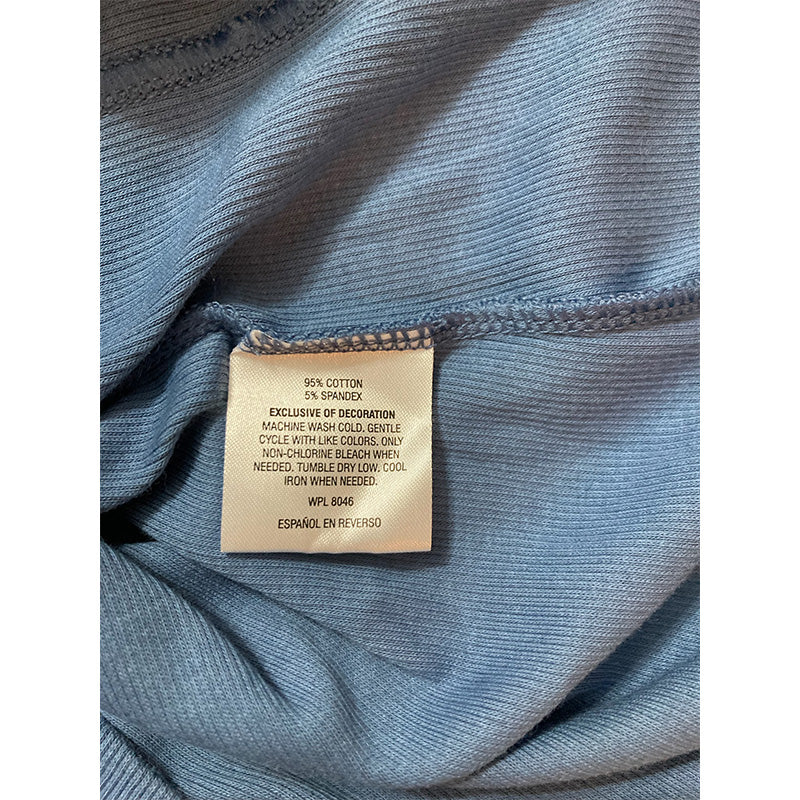 95% COTTON
5% SPANDEX
EXCLUSIVE OF DECORATION
MACHINE WASH COLD. GENTLE
CYCLE WITH LIKE COLORS. ONLY
NON-CHLORINE BLEACH WHEN
NEEDED. TUMBLE DRY LOW. COOL
IRON WHEN NEEDED.
WPL 8046
ESPAÑOL EN REVERSO